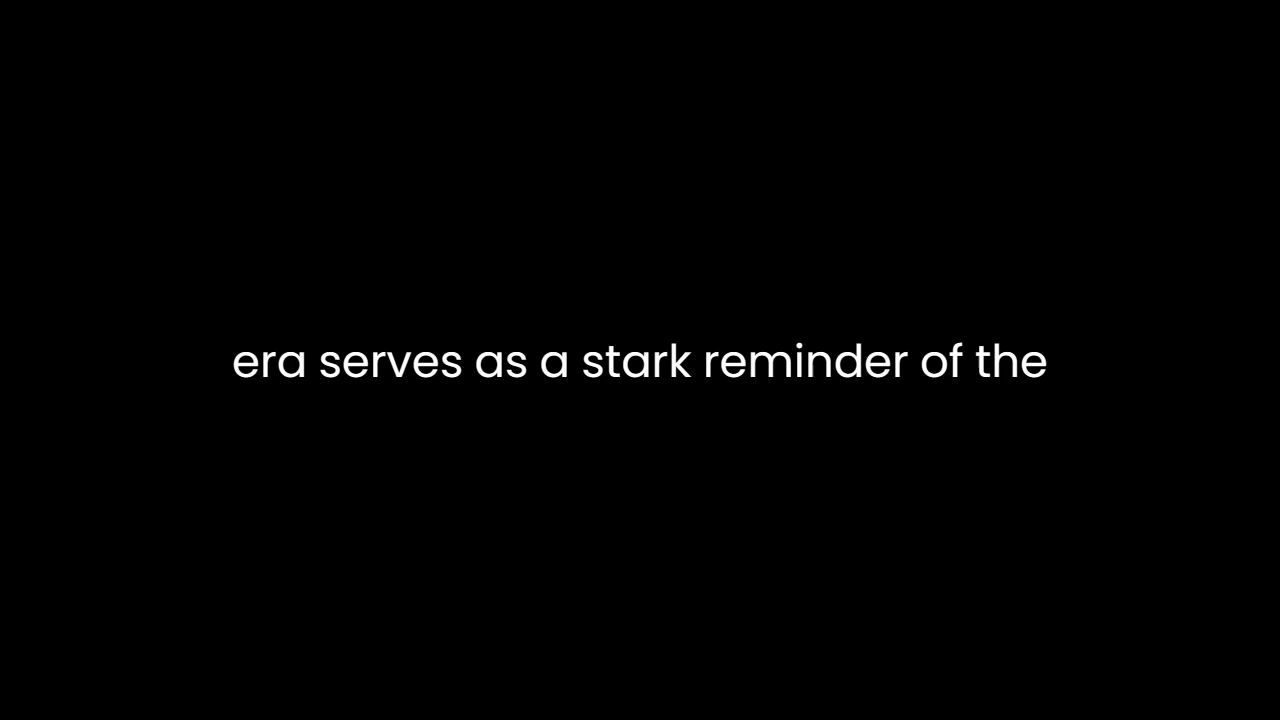 era serves as a stark reminder of the